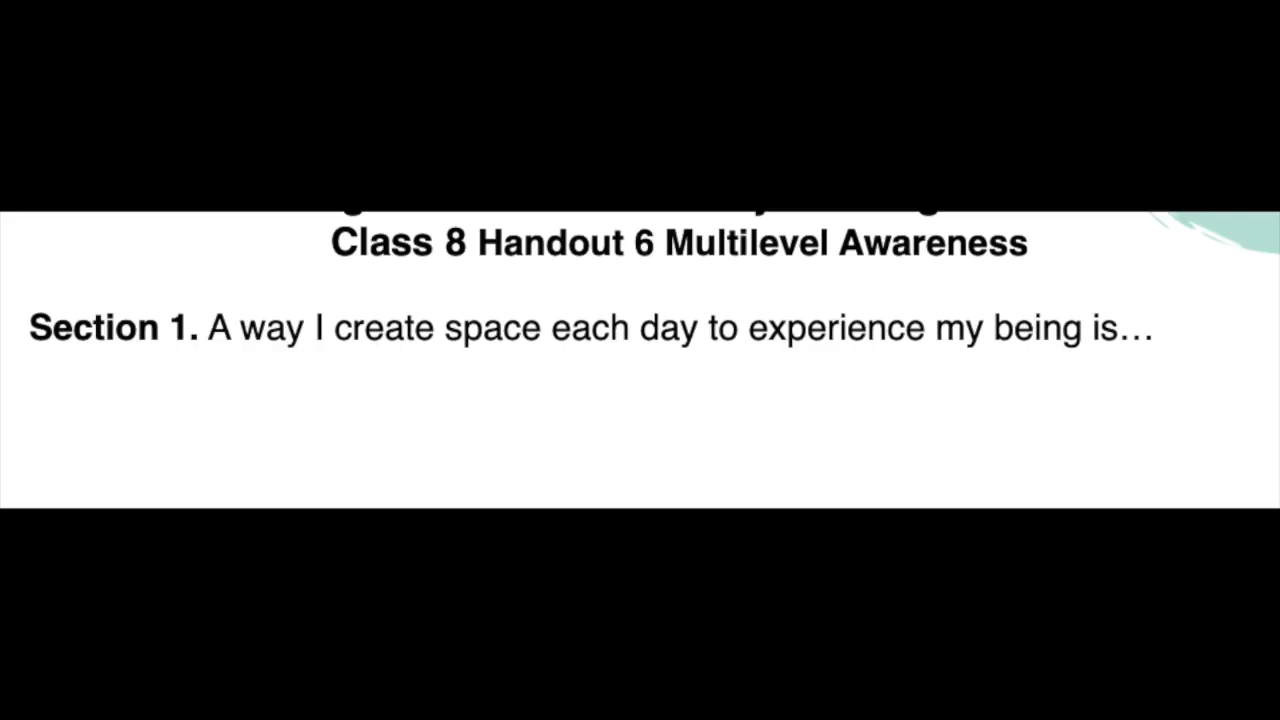 Class 8 Handout 6 Multilevel Awareness
Section 1. A way I create space each day to experience my being is…